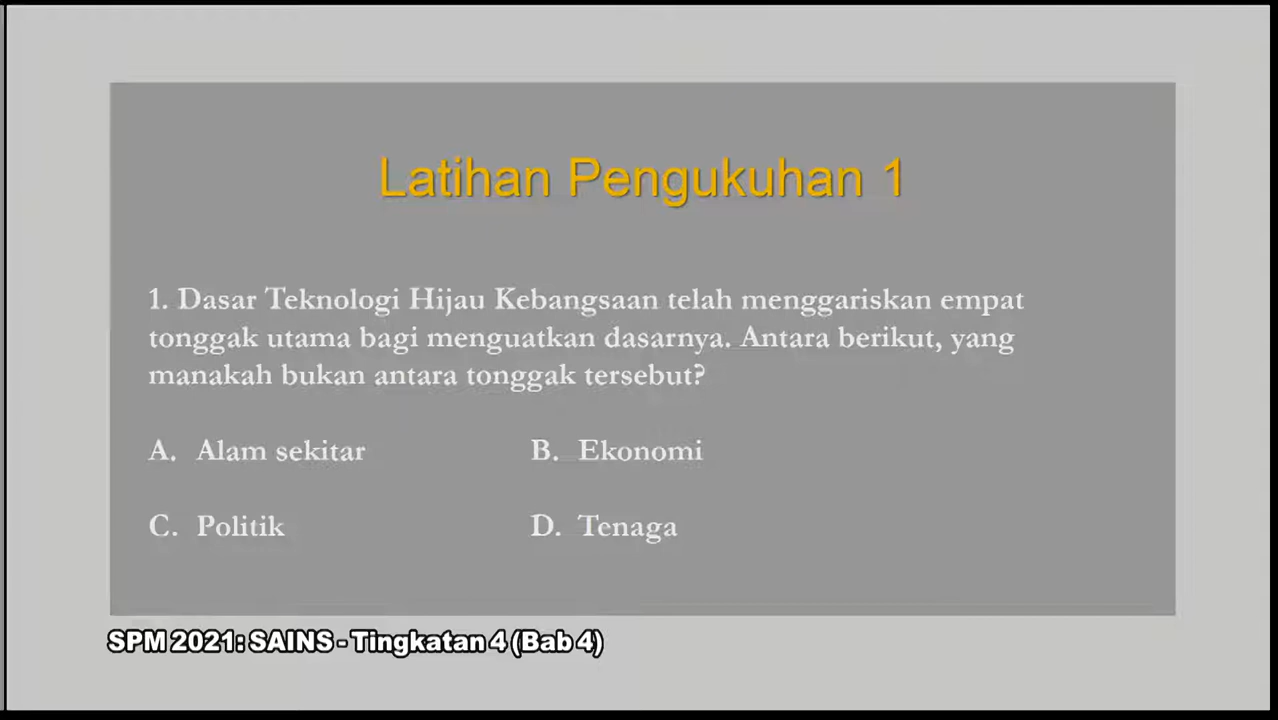 Latihan Pengukuhan 1
1. Dasar Teknologi Hijau Kebangsaan telah menggariskan empat
tonggak utama bagi menguatkan dasarnya. Antara berikut, yang
manakah bukan antara tonggak tersebut?
A. Alam sekitar B. Ekonomi
C. Politik D. Tenaga
SPM 2021: SAINS - Tingkatan 4 (Bab 4)